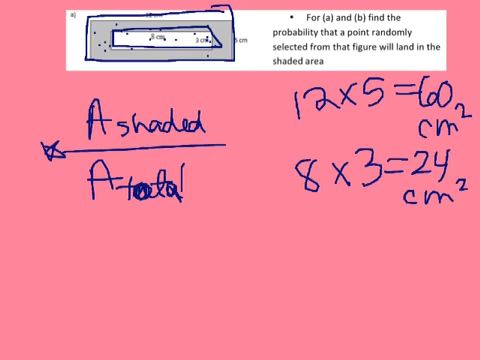 a)
8 cm
3 cm
5 cm
• For (a) and (b) find the
probability that a point randomly
selected from that figure will land in the
shaded area
12 x 5 = 60
cm²
8 x 3 = 24
cm²
A shaded
A total